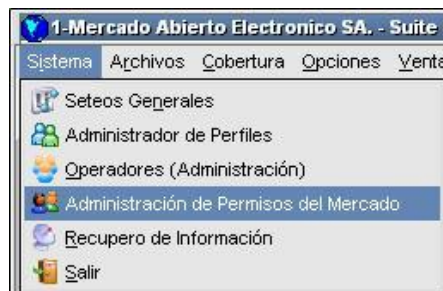 1-Mercado Abierto Electronico SA. - Suite
Sistema Archivos Cobertura Opciones Venta
Seteos Generales
Administrador de Perfiles
Operadores (Administración)
Administración de Permisos del Mercado
Recupero de Información
Salir